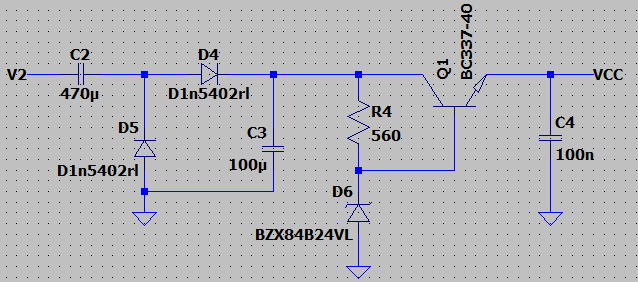 V2
C2
470µ
D4
D1n5402rl
D5
D1n5402rl
C3
100µ
R4
560
D6
BZX84B24VL
Q1
BC337-40
VCC
C4
100n